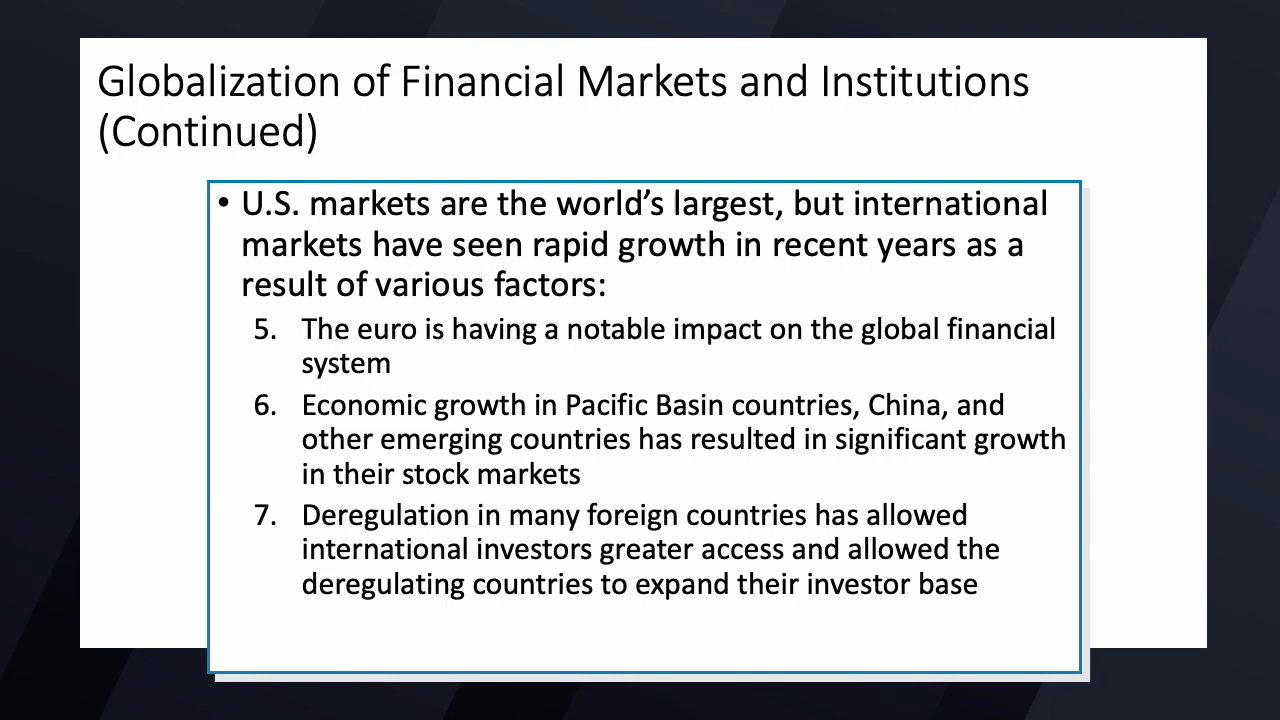 Globalization of Financial Markets and Institutions
(Continued)
• U.S. markets are the world’s largest, but international
markets have seen rapid growth in recent years as a
result of various factors:
5. The euro is having a notable impact on the global financial
system
6. Economic growth in Pacific Basin countries, China, and
other emerging countries has resulted in significant growth
in their stock markets
7. Deregulation in many foreign countries has allowed
international investors greater access and allowed the
deregulating countries to expand their investor base